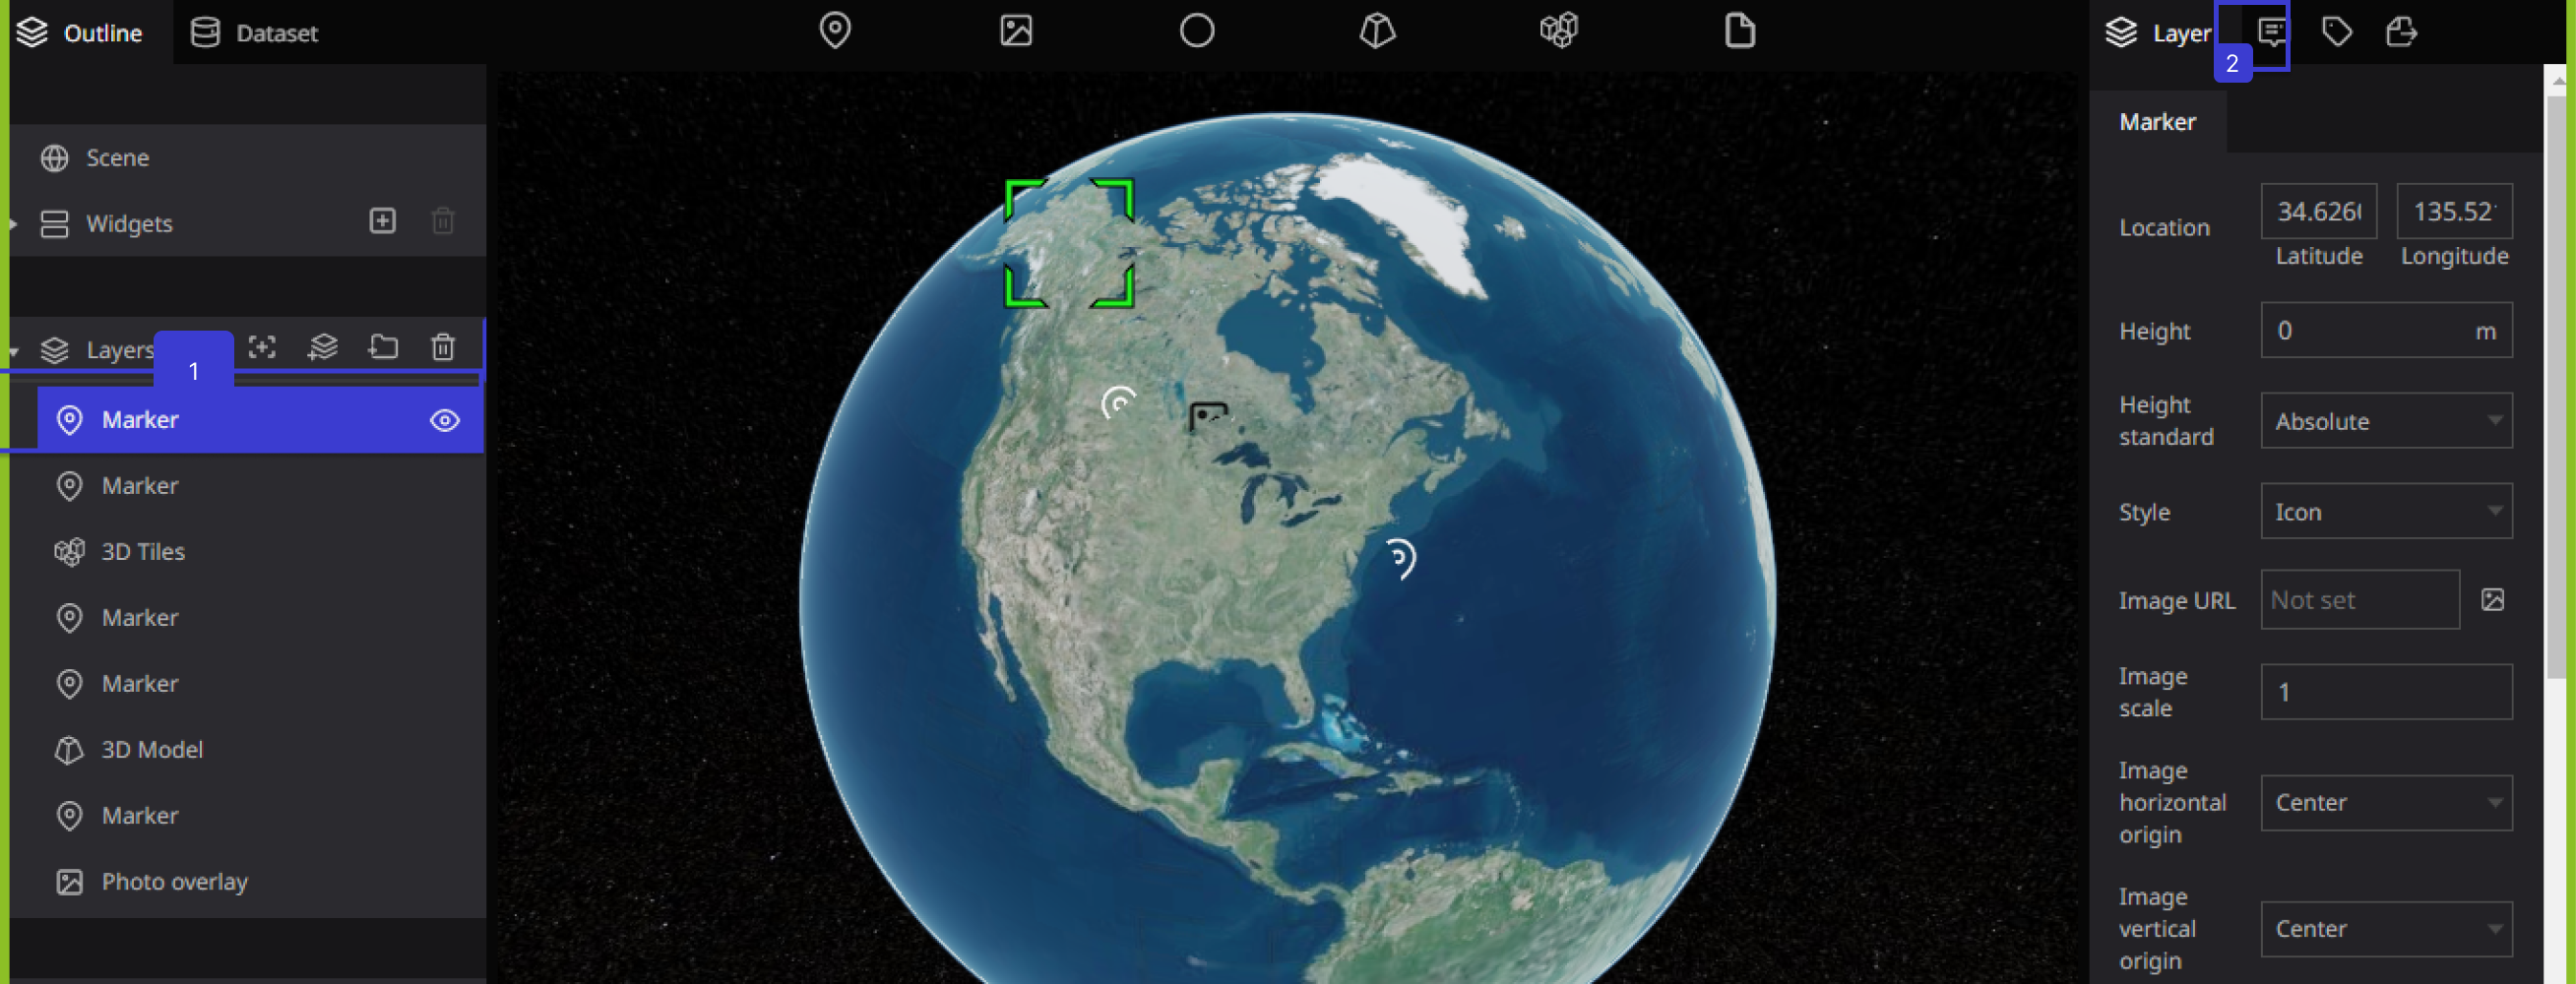 Outline
Dataset
Layer
2
Scene
Widgets
Layers
1
Marker
Marker
3D Tiles
Marker
Marker
3D Model
Marker
Photo overlay
Marker
Location
34.626
135.52
Latitude
Longitude
Height
0
m
Height
standard
Absolute
Style
Icon
Image URL
Not set
Image
scale
1
Image
horizontal
origin
Center
Image
vertical
origin
Center